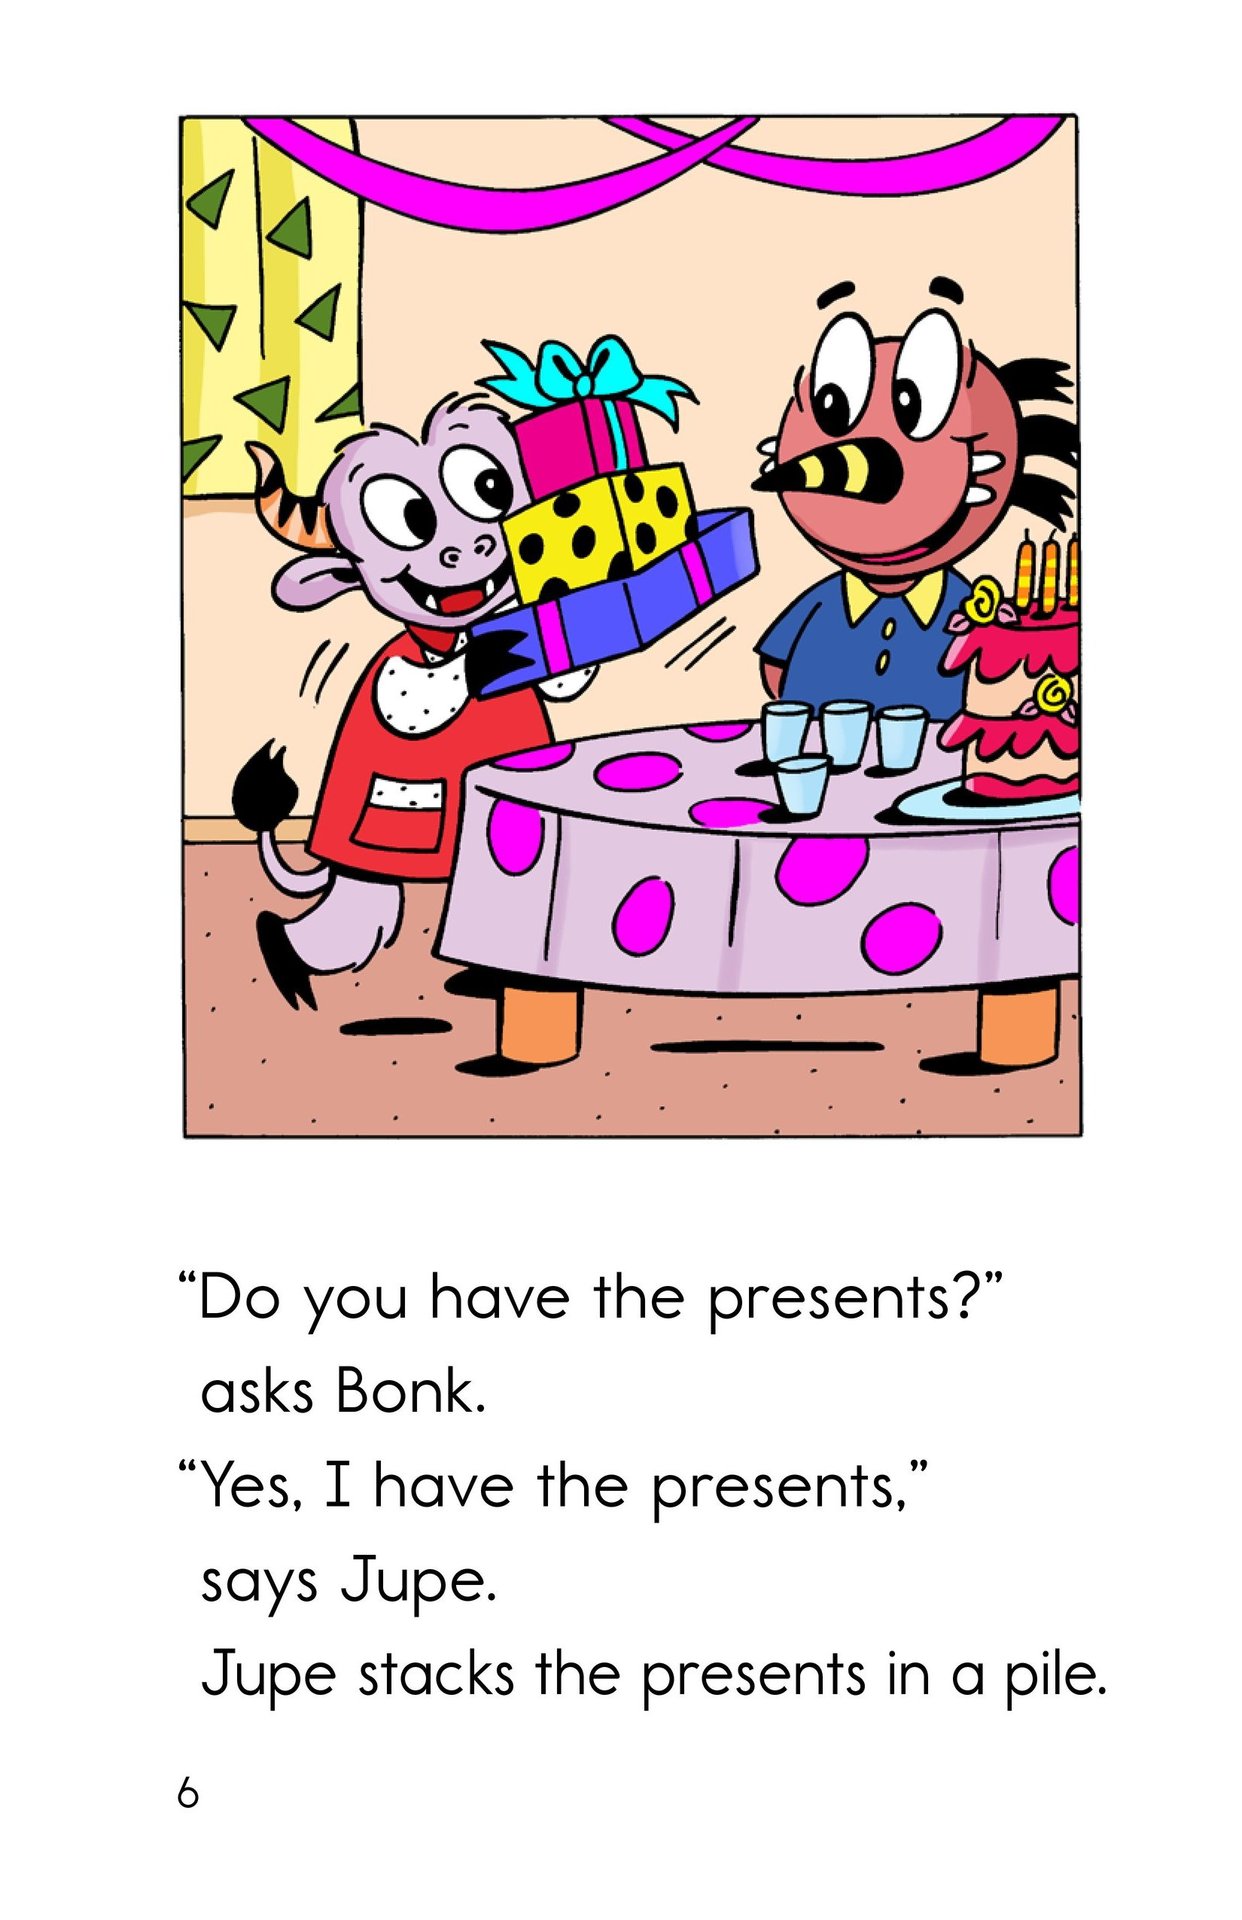 “Do you have the presents?”
asks Bonk.
“Yes, I have the presents,”
says Jupe.
Jupe stacks the presents in a pile.
6